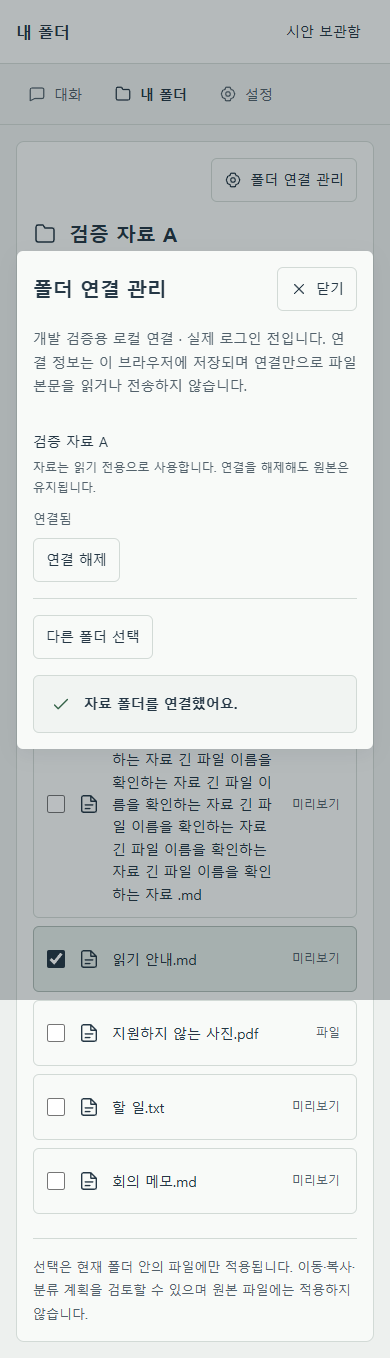 내 폴더
시안 보관함
대화
내 폴더
설정
폴더 연결 관리
검증 자료 A
폴더 연결 관리
닫기
개발 검증용 로컬 연결 · 실제 로그인 전입니다. 연
결 정보는 이 브라우저에 저장되며 연결만으로 파일
본문을 읽거나 전송하지 않습니다.
검증 자료 A
자료는 읽기 전용으로 사용합니다. 연결을 해제해도 원본은
유지됩니다.
연결됨
연결 해제
다른 폴더 선택
자료 폴더를 연결했어요.
하는 자료 긴 파일 이름을
확인하는 자료 긴 파일 이
름을 확인하는 자료 긴 파
일 이름을 확인하는 자료
긴 파일 이름을 확인하는
자료 긴 파일 이름을 확인
하는 자료 .md
미리보기
읽기 안내.md
미리보기
지원하지 않는 사진.pdf
파일
할 일.txt
미리보기
회의 메모.md
미리보기
선택은 현재 폴더 안의 파일에만 적용됩니다. 이동·복사·
분류 계획을 검토할 수 있으며 원본 파일에는 적용하지
않습니다.